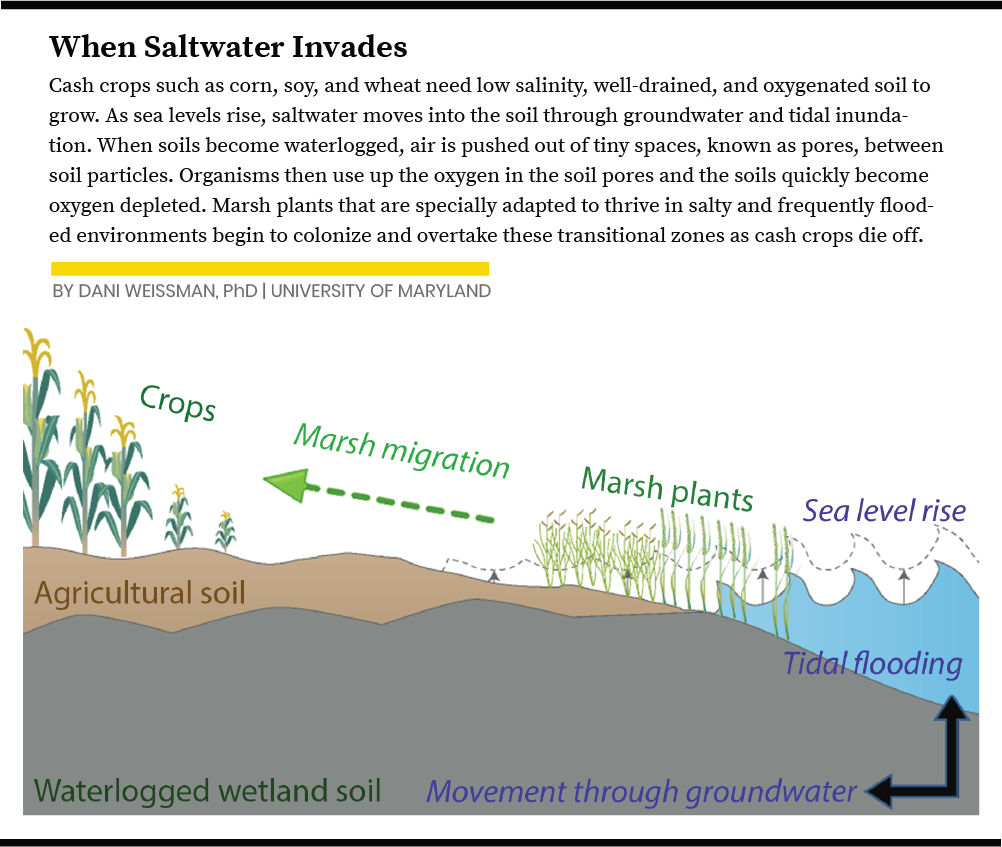 When Saltwater Invades
Cash crops such as corn, soy, and wheat need low salinity, well-drained, and oxygenated soil to
grow. As sea levels rise, saltwater moves into the soil through groundwater and tidal inunda-
tion. When soils become waterlogged, air is pushed out of tiny spaces, known as pores, between
soil particles. Organisms then use up the oxygen in the soil pores and the soils quickly become
oxygen depleted. Marsh plants that are specially adapted to thrive in salty and frequently flood-
ed environments begin to colonize and overtake these transitional zones as cash crops die off.
BY DANI WEISSMAN, PhD | UNIVERSITY OF MARYLAND
Crops
Marsh migration
Marsh plants
Sea level rise
Agricultural soil
Tidal flooding
Waterlogged wetland soil
Movement through groundwater